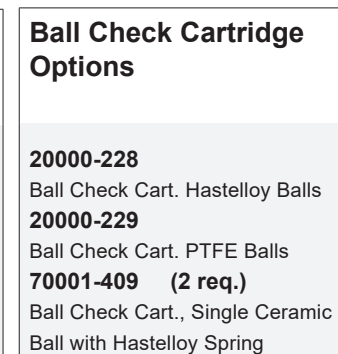 Ball Check Cartridge
Options
20000-228
Ball Check Cart. Hastelloy Balls
20000-229
Ball Check Cart. PTFE Balls
70001-409 (2 req.)
Ball Check Cart., Single Ceramic
Ball with Hastelloy Spring